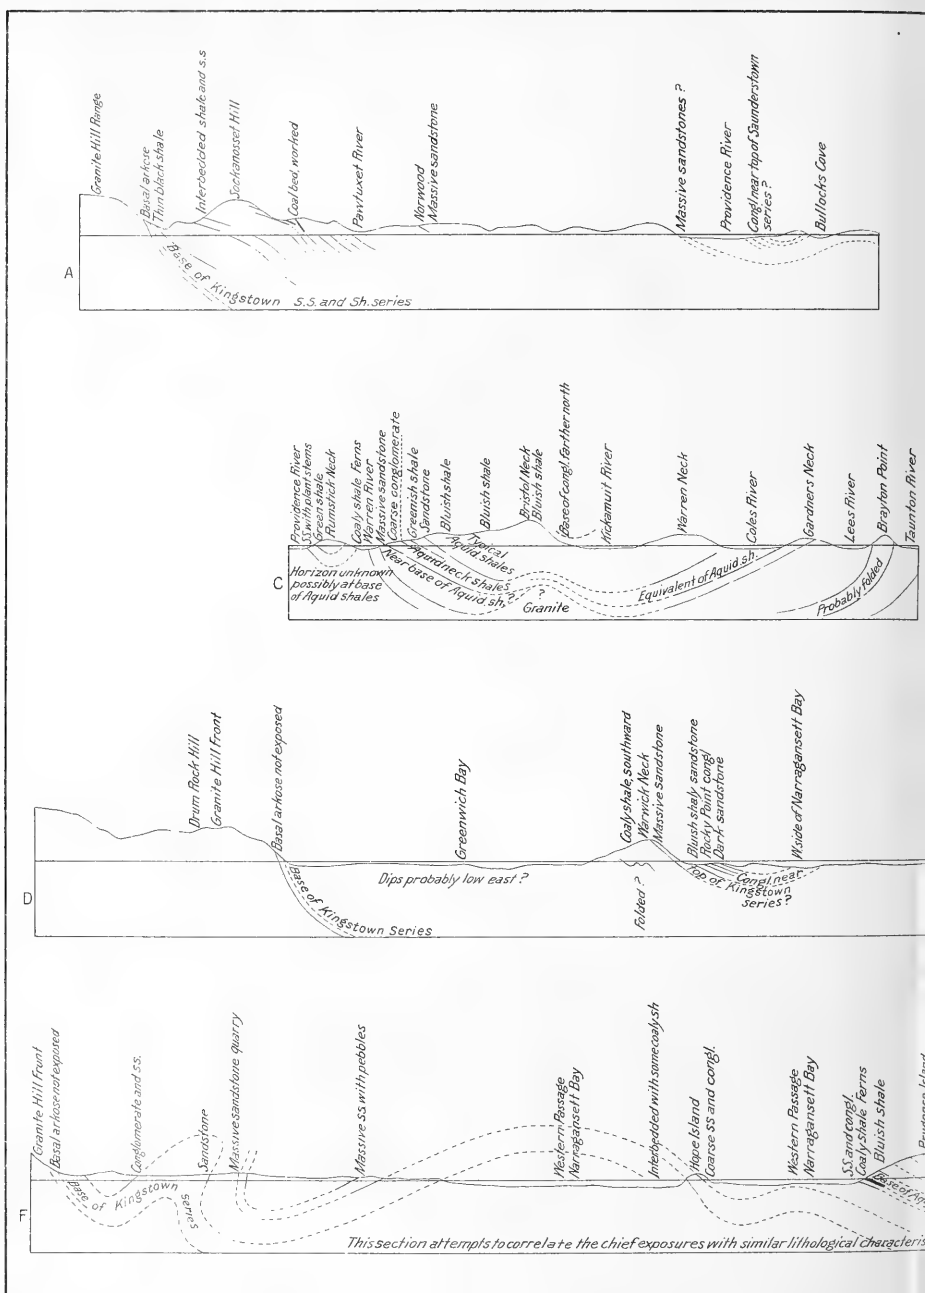 Granite Hill Range
Basal arkose
Thin black shale
Interbedded shale and s.s
Sockanosset Hill
Coal bed, worked
Pawtuxet River
Norwood
Massive sandstone
Massive sandstones ?
Providence River
Congl near top of Saunderstown
series ?
Bullocks Cove
A
Base of Kingstown S.S. and Sh. series
Providence River
SS with plant stems
Green shale
Rumstick Neck
Coaly shale Ferns
Warren River
Massive sandstone
Coarse conglomerate
Greenish shale
Sandstone
Bluish shale
Bluish shale
Bristol Neck
Bluish shale
Base of congl. farther north
Kickamuit River
Warren Neck
Coles River
Gardners Neck
Lees River
Brayton Point
Taunton River
C
Horizon unknown
possibly at base
of Aquid shales
Typical
Aquid shales
Aquidneck shales ?
Near base of Aquid sh.
?
Granite
Equivalent of Aquid sh.
Probably folded
Drum Rock Hill
Granite Hill Front
Basal arkose not exposed
Greenwich Bay
Coaly shale, southward
Warwick Neck
Massive sandstone
Bluish shaly sandstone
Rocky Point congl
Dark sandstone
W.side of Narragansett Bay
D
Base of Kingstown Series
Dips probably low east ?
Folded ?
Congl. near
Top of Kingstown
series ?
Granite Hill Frunt
Basal arkose not exposed
Conglomerate and ss.
Sandstone
Massive sandstone quarry
Massive SS with pebbles
Western Passage
Narragansett Bay
Interbedded with some coaly sh
Hope Island
Coarse SS and congl.
Western Passage
Narragansett Bay
S.S. and congl.
Coaly shale Ferns
Bluish shale
F
Base of Kingstown series
Base of Aq
This section attempts to correlate the chief exposures with similar lithological characteris